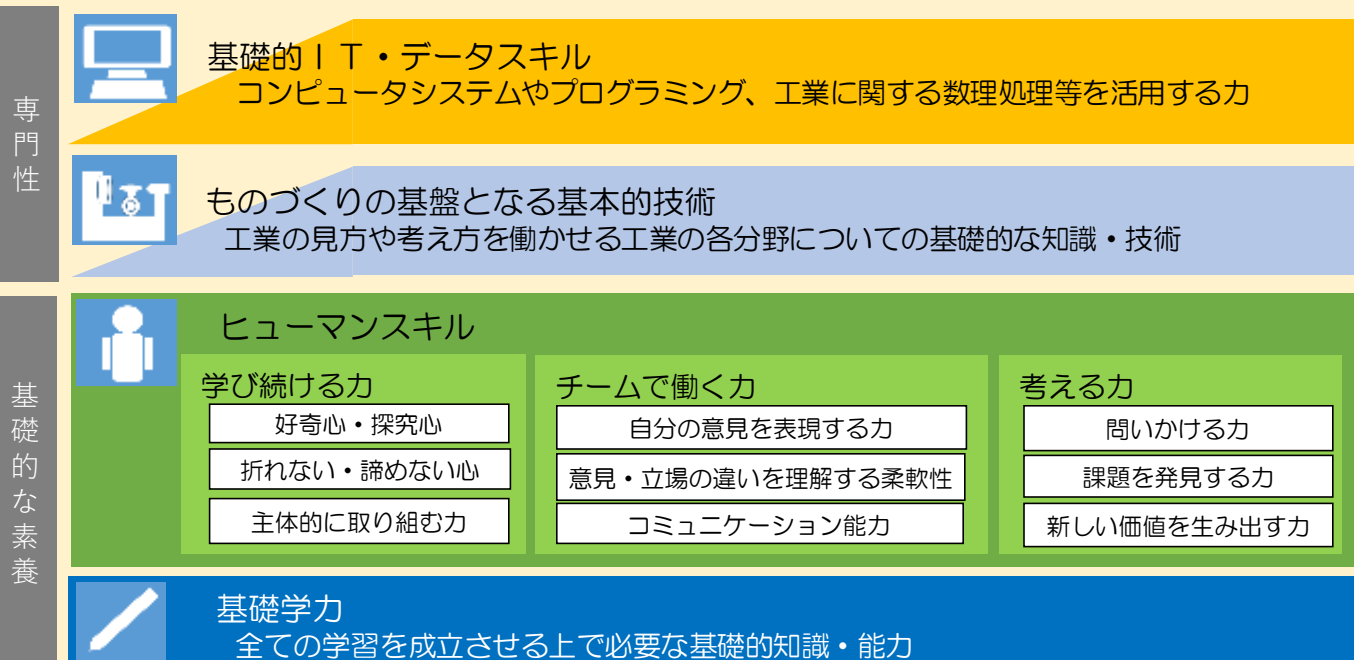 専門性
基礎的IT・データスキル
コンピュータシステムやプログラミング、工業に関する数理処理等を活用する力
ものづくりの基盤となる基本的技術
工業の見方や考え方を働かせる工業の各分野についての基礎的な知識・技術
基礎的な素養
ヒューマンスキル
学び続ける力
好奇心・探究心
折れない・諦めない心
主体的に取り組む力
チームで働く力
自分の意見を表現する力
意見・立場の違いを理解する柔軟性
コミュニケーション能力
考える力
問いかける力
課題を発見する力
新しい価値を生み出す力
基礎学力
全ての学習を成立させる上で必要な基礎的知識・能力